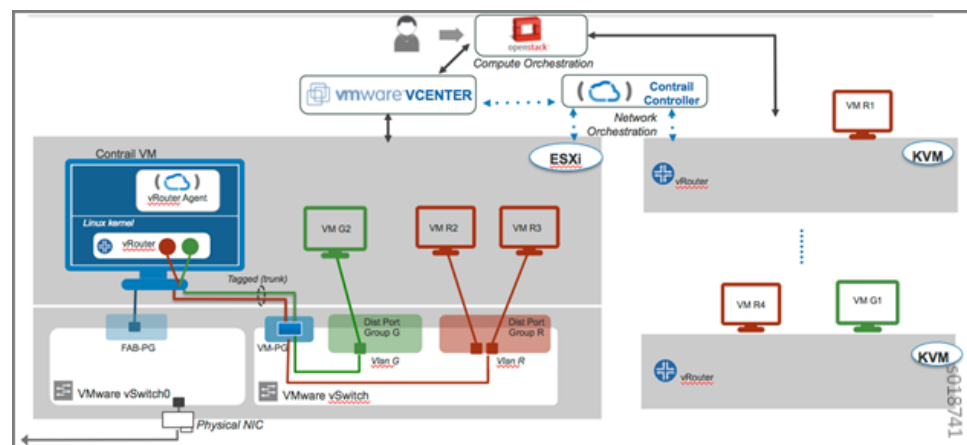 openstack
Compute Orchestration
vmware VCENTER
Contrail
Controller
Network
Orchestration
VM R1
Contrail VM
ESXi
KVM
vRouter Agent
vRouter
Linux kernel
VM G2
VM R2
VM R3
vRouter
Tagged (trunk)
VM R4
VM G1
FAB-PG
VM-PG
Dist Port
Group G
Dist Port
Group R
Vlan G
Vlan R
KVM
vRouter
VMware vSwitch0
VMware vSwitch
Physical NIC
s018741